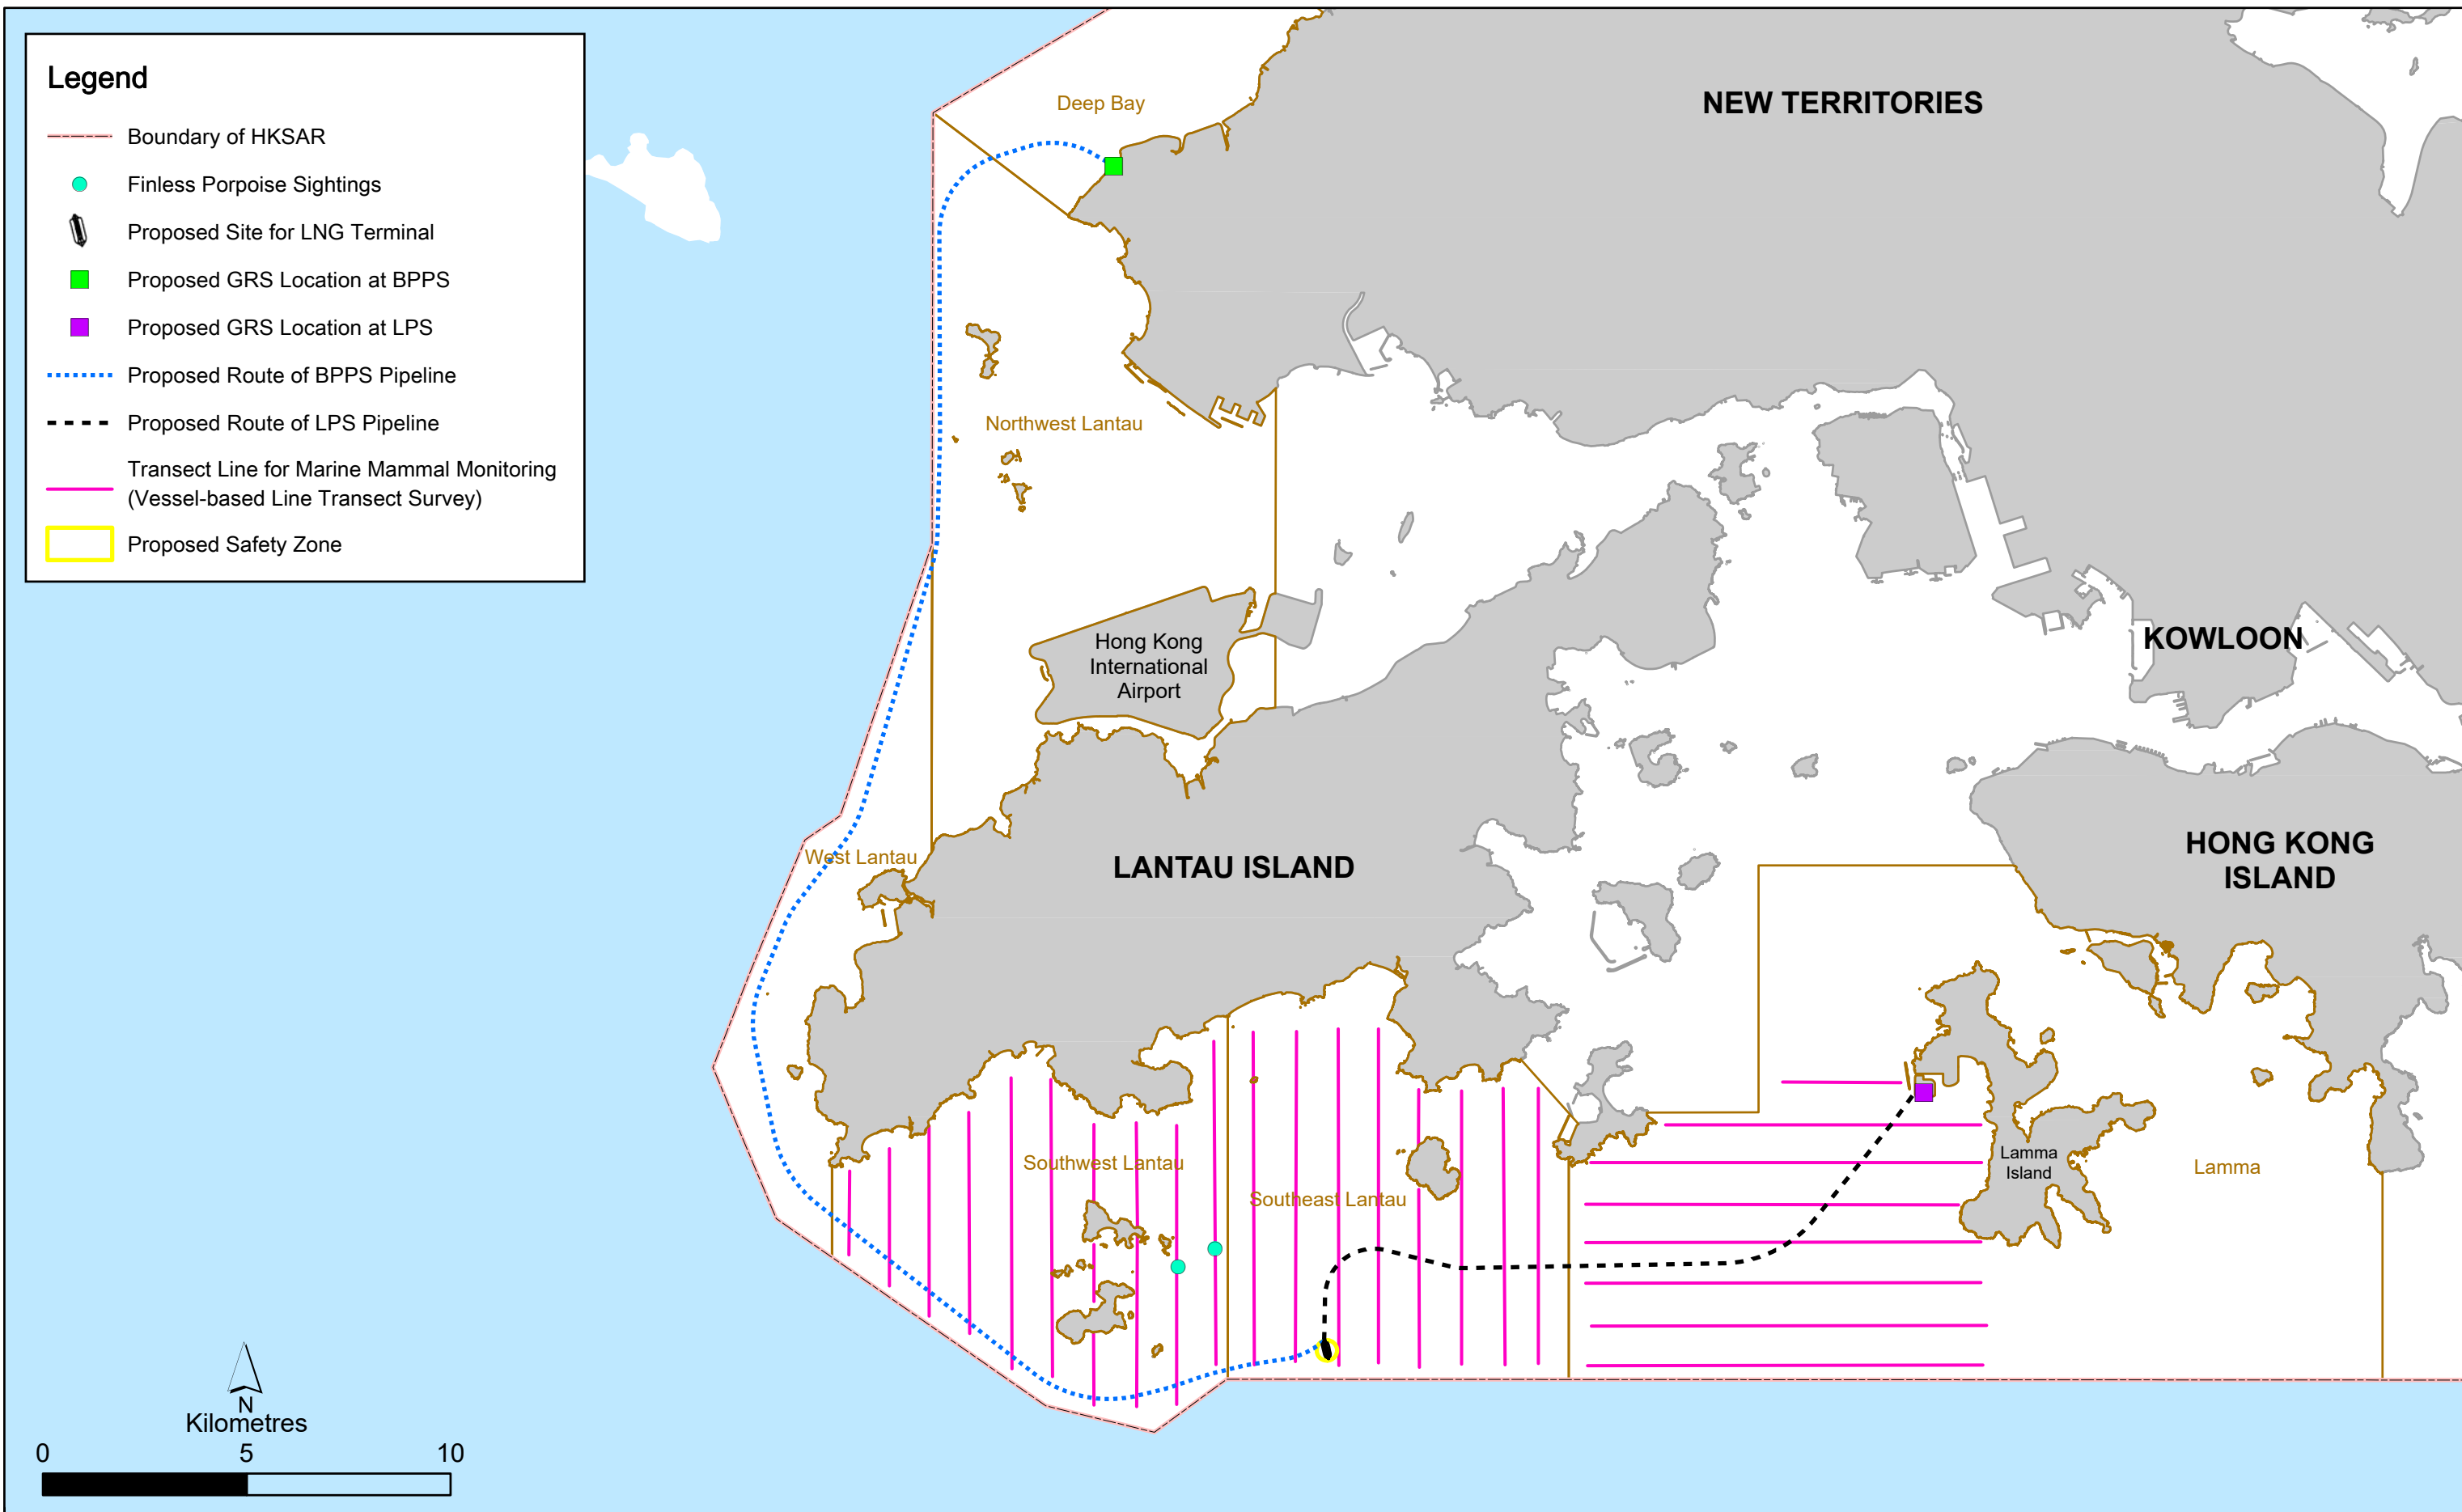 Legend
Boundary of HKSAR
Finless Porpoise Sightings
Proposed Site for LNG Terminal
Proposed GRS Location at BPPS
Proposed GRS Location at LPS
Proposed Route of BPPS Pipeline
Proposed Route of LPS Pipeline
Transect Line for Marine Mammal Monitoring
(Vessel-based Line Transect Survey)
Proposed Safety Zone
Deep Bay
NEW TERRITORIES
Northwest Lantau
Hong Kong
International
Airport
KOWLOON
West Lantau
LANTAU ISLAND
HONG KONG
ISLAND
Southwest Lantau
Southeast Lantau
Lamma
Island
Lamma
N
Kilometres
0 5 10